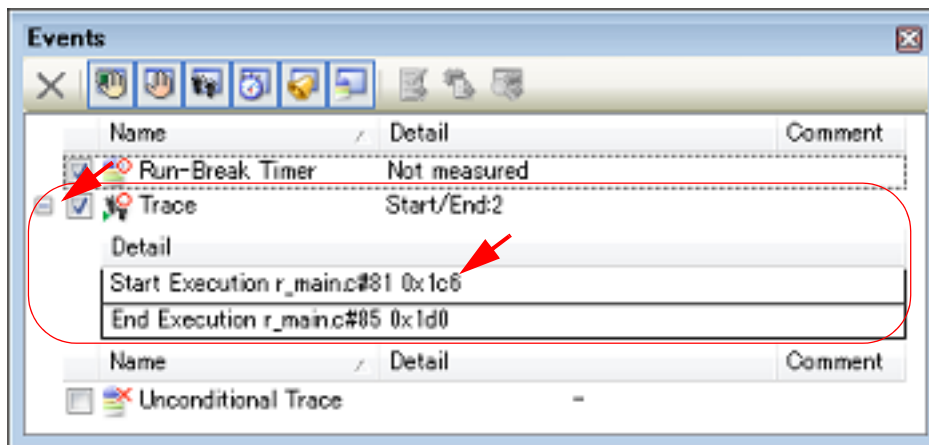 Events
Name Detail Comment
Run-Break Timer Not measured
Trace Start/End:2
Detail
Start Execution r_main.c#81 0x1c6
End Execution r_main.c#85 0x1d0
Name Detail Comment
Unconditional Trace -